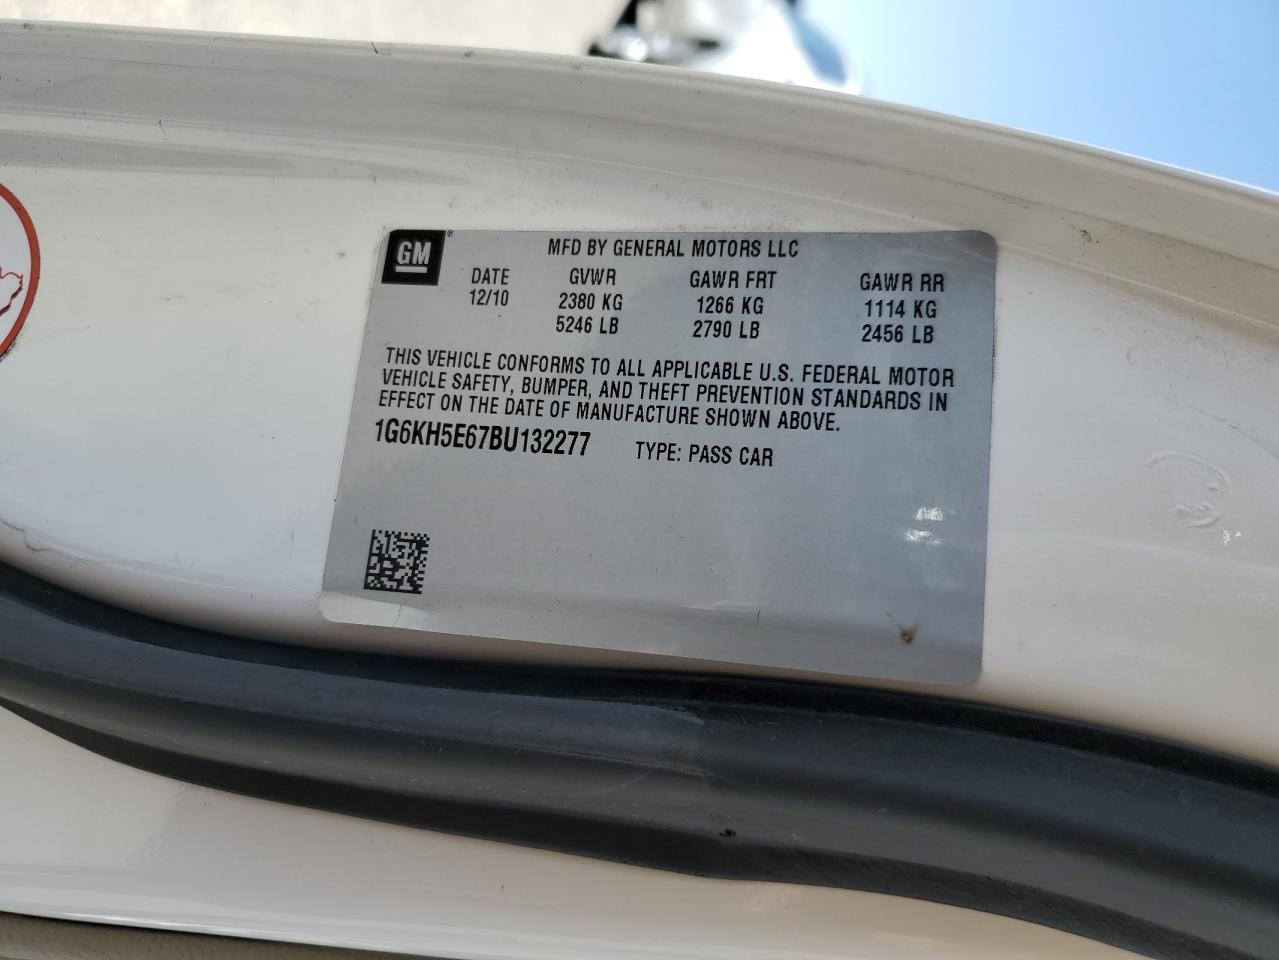 GM
MFD BY GENERAL MOTORS LLC
DATE GVWR GAWR FRT GAWR RR
12/10 2380 KG 1266 KG 1114 KG
5246 LB 2790 LB 2456 LB
THIS VEHICLE CONFORMS TO ALL APPLICABLE U.S. FEDERAL MOTOR
VEHICLE SAFETY, BUMPER, AND THEFT PREVENTION STANDARDS IN
EFFECT ON THE DATE OF MANUFACTURE SHOWN ABOVE.
1G6KH5E67BU132277 TYPE: PASS CAR